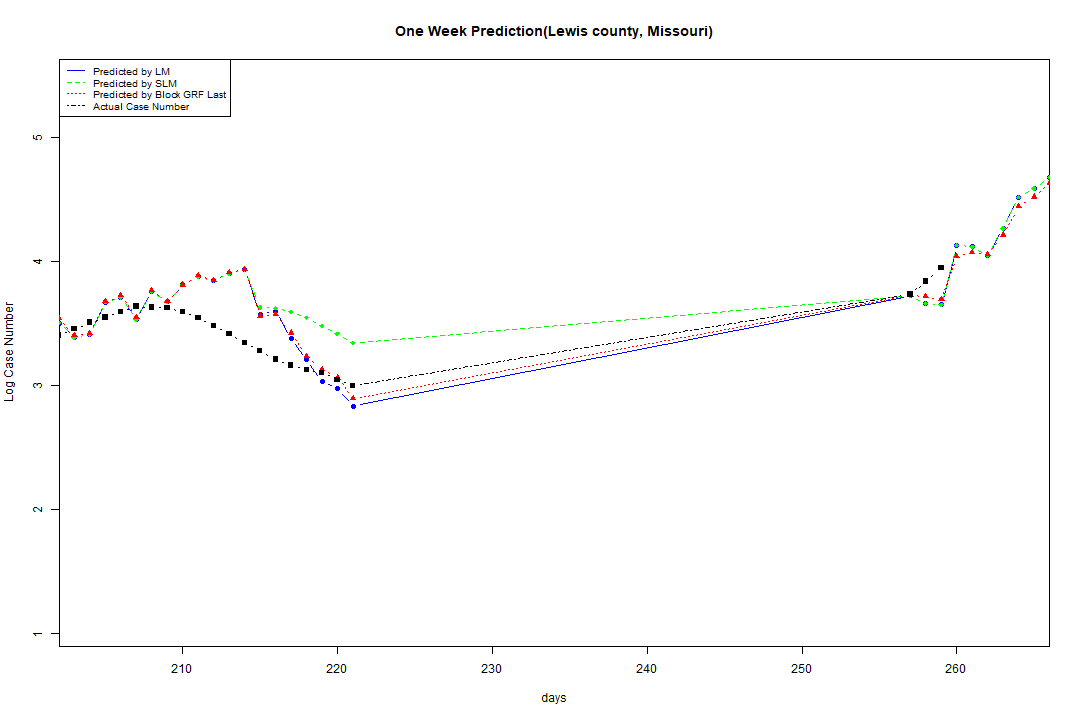 One Week Prediction(Lewis county, Missouri)
Predicted by LM
Predicted by SLM
Predicted by Block GRF Last
Actual Case Number
5
4
3
2
1
Log Case Number
210 220 230 240 250 260
days